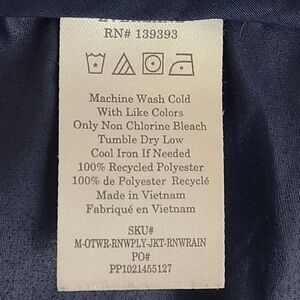 RN# 139393
Machine Wash Cold
With Like Colors
Only Non Chlorine Bleach
Tumble Dry Low
Cool Iron If Needed
100% Recycled Polyester
100% de Polyester Recyclé
Made in Vietnam
Fabriqué en Vietnam
SKU#
M-OTWR-RNWPLY-JKT-RNWRAIN
PO#
PP1021455127